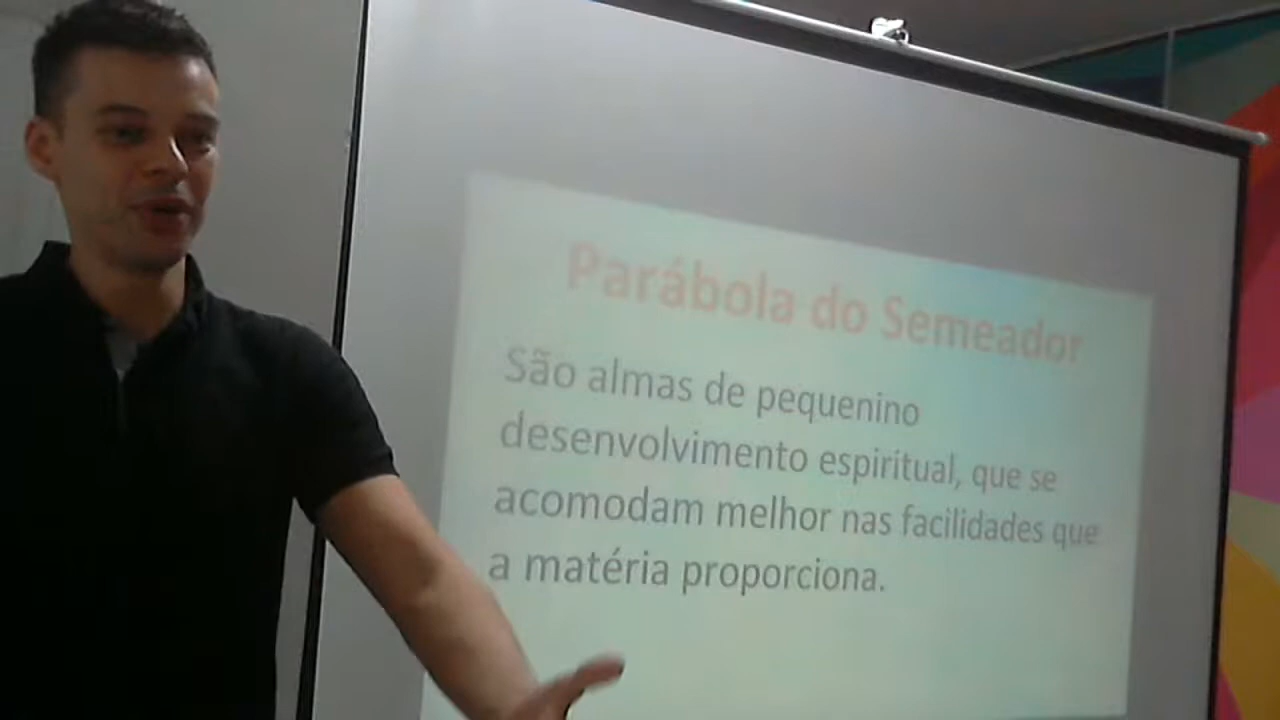 Parábola do Semeador
São almas de pequenino
desenvolvimento espiritual, que se
acomodam melhor nas facilidades que
a matéria proporciona.